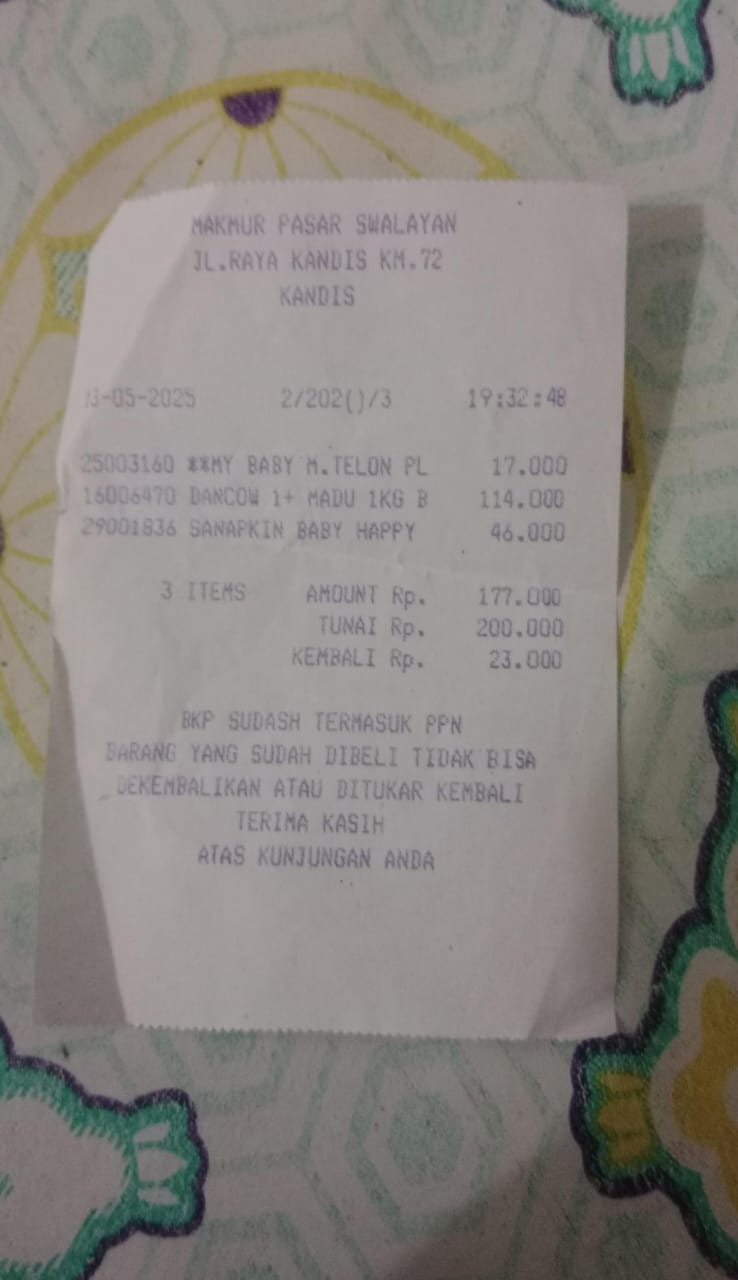 MAKMUR PASAR SWALAYAN
JL.RAYA KANDIS KM.72
KANDIS
2/202()/3 19:32:48
25003160 **MY BABY M.TELON PL 17.000
16006470 DANCOW 1+ MADU 1KG B 114.000
29001836 SANAPKIN BABY HAPPY 46.000
3 ITEMS AMOUNT Rp. 177.000
TUNAI Rp. 200.000
KEMBALI Rp. 23.000
BKP SUDASH TERMASUK PPN
BARANG YANG SUDAH DIBELI TIDAK BISA
DEKEMBALIKAN ATAU DITUKAR KEMBALI
TERIMA KASIH
ATAS KUNJUNGAN ANDA